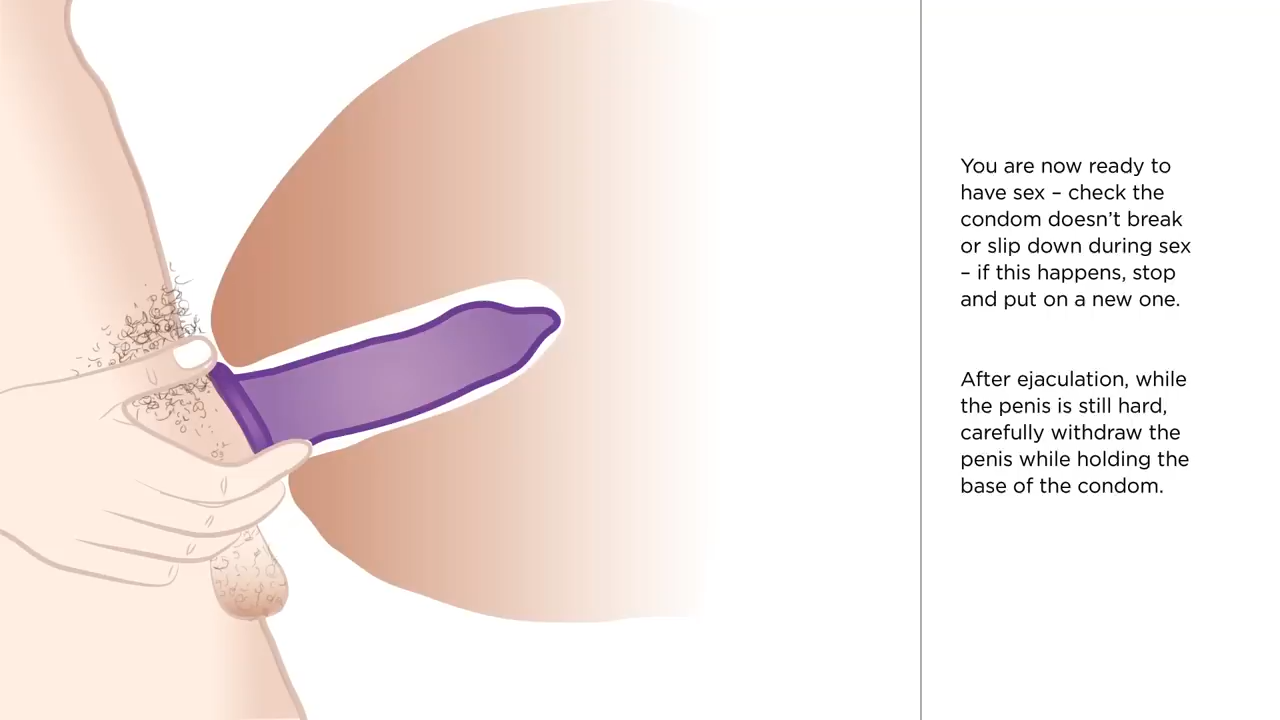 You are now ready to
have sex – check the
condom doesn’t break
or slip down during sex
– if this happens, stop
and put on a new one.
After ejaculation, while
the penis is still hard,
carefully withdraw the
penis while holding the
base of the condom.